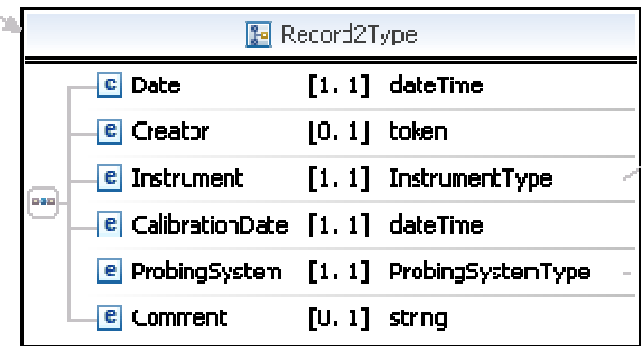 Record2Type
e Date [1..1] dateTime
e Creator [0..1] token
e Instrument [1..1] InstrumentType
e CalibrationDate [1..1] dateTime
e ProbingSystem [1..1] ProbingSystemType
e Comment [0..1] string